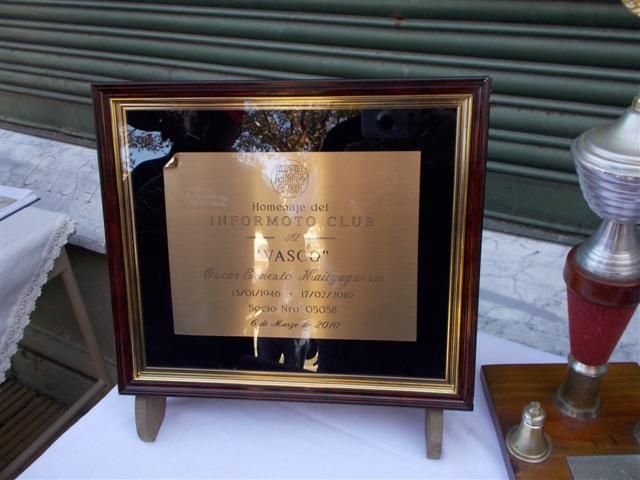 Homenaje del
INFORMOTO CLUB
Al
"VASCO"
Oscar Ernesto
13/01/1946 - 17/02/2010
Socio Nro 05058
6 de Marzo de 2010